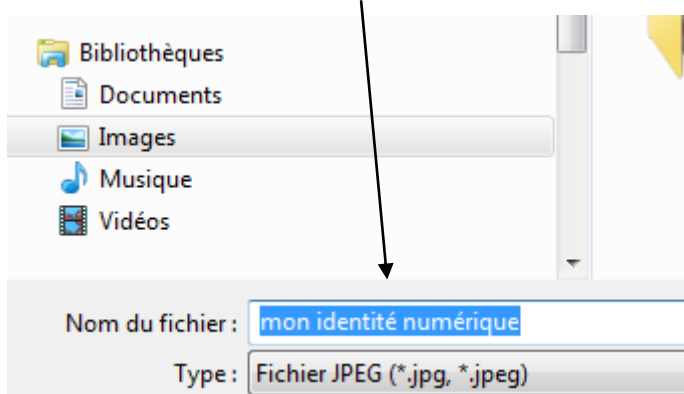 Bibliothèques
Documents
Images
Musique
Vidéos
Nom du fichier : mon identité numérique
Type : Fichier JPEG (*.jpg, *.jpeg)